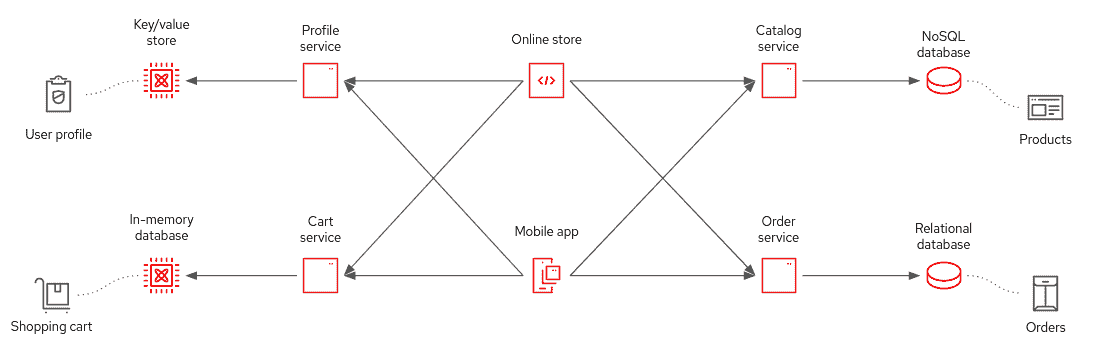 Key/value
store
Profile
service
Online store
Catalog
service
NoSQL
database
User profile
Products
In-memory
database
Cart
service
Mobile app
Order
service
Relational
database
Shopping cart
Orders